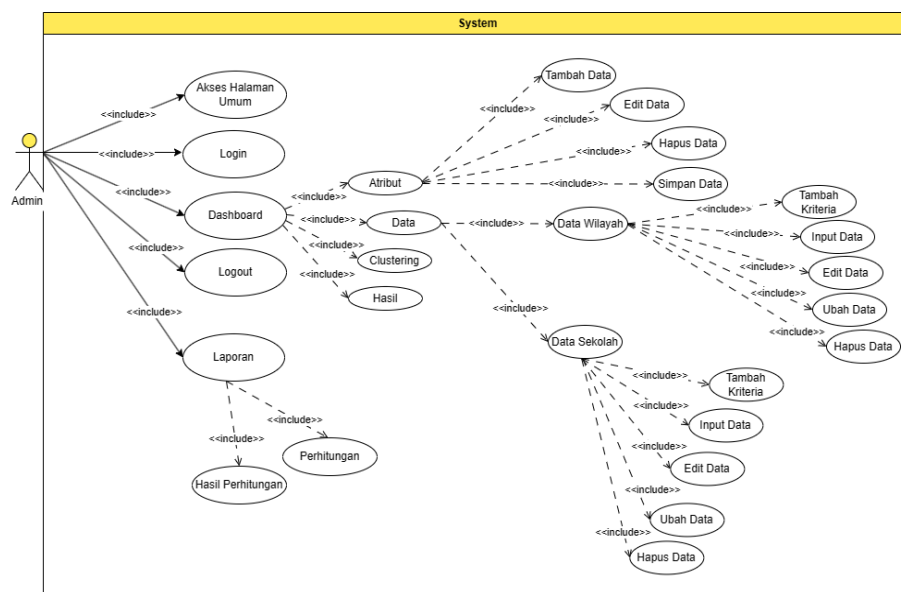 System
Admin
Akses Halaman
Umum
<<include>>
Login
<<include>>
Dashboard
<<include>>
Logout
<<include>>
Laporan
<<include>>
Hasil Perhitungan
<<include>>
Perhitungan
<<include>>
Atribut
<<include>>
Data
<<include>>
Clustering
<<include>>
Hasil
<<include>>
Tambah Data
<<include>>
Edit Data
<<include>>
Hapus Data
<<include>>
Simpan Data
<<include>>
Data Wilayah
<<include>>
Tambah
Kriteria
<<include>>
Input Data
<<include>>
Edit Data
<<include>>
Ubah Data
<<include>>
Hapus Data
<<include>>
Data Sekolah
<<include>>
Tambah
Kriteria
<<include>>
Input Data
<<include>>
Edit Data
<<include>>
Ubah Data
<<include>>
Hapus Data
<<include>>